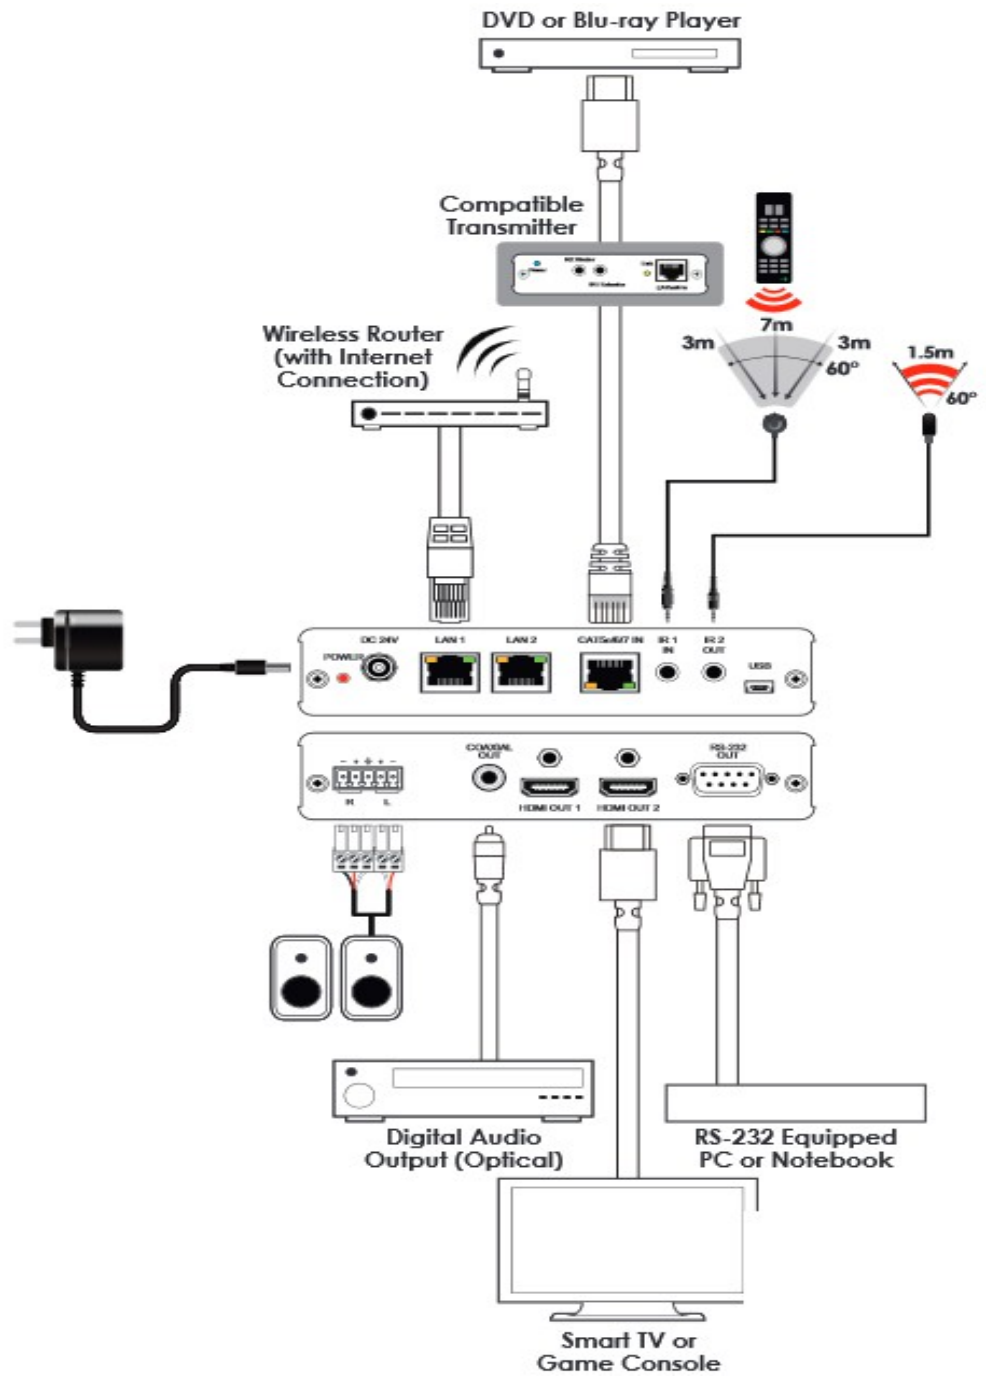 DVD or Blu-ray Player
Compatible
Transmitter
Power
Link
7m
3m
3m
60°
1.5m
60°
Wireless Router
(with Internet
Connection)
DC 24V
LAN 1
LAN 2
CAT5e/6/7 IN
IR 1
IN
IR 2
OUT
POWER
USB
COAXIAL
OUT
RS-232
OUT
- + + -
R
L
HDMI OUT 1
HDMI OUT 2
Digital Audio
Output (Optical)
RS-232 Equipped
PC or Notebook
Smart TV or
Game Console